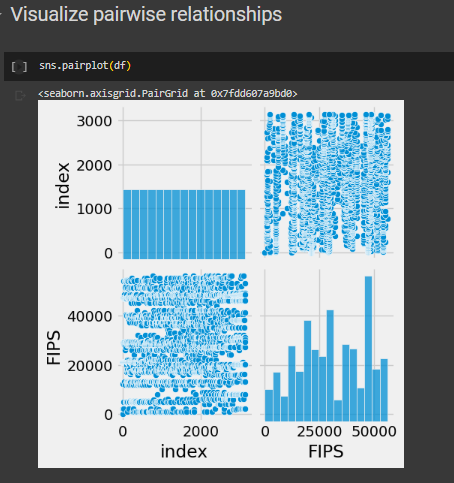 Visualize pairwise relationships
[ ] sns.pairplot(df)
<seaborn.axisgrid.PairGrid at 0x7fdd607a9bd0>
3000
2000
1000
0
index
40000
20000
0
FIPS
0 2000
index
0 25000 50000
FIPS